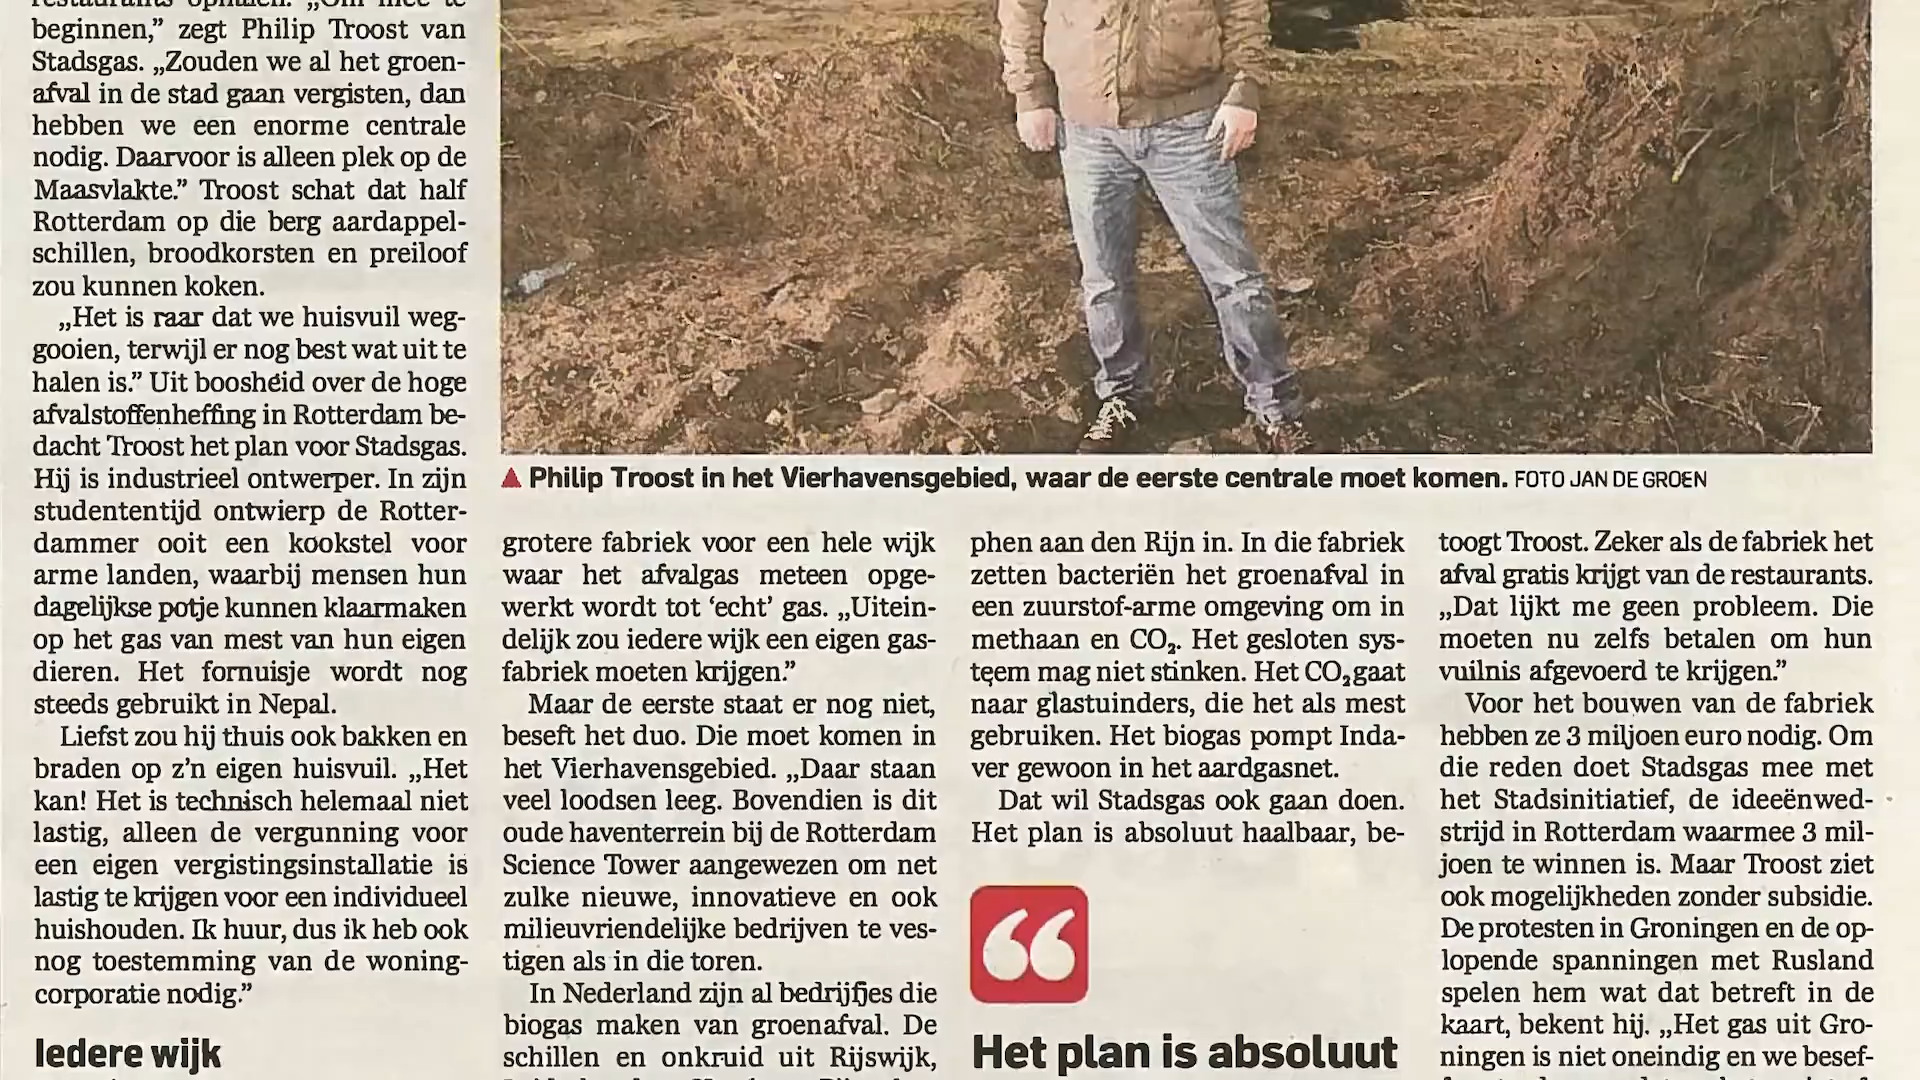 restaurants ophalen. „Om mee te
beginnen,” zegt Philip Troost van
Stadsgas. „Zouden we al het groen-
afval in de stad gaan vergisten, dan
hebben we een enorme centrale
nodig. Daarvoor is alleen plek op de
Maasvlakte.” Troost schat dat half
Rotterdam op die berg aardappel-
schillen, broodkorsten en preiloof
zou kunnen koken.
„Het is raar dat we huisvuil weg-
gooien, terwijl er nog best wat uit te
halen is.” Uit boosheid over de hoge
afvalstoffenheffing in Rotterdam be-
dacht Troost het plan voor Stadsgas.
Hij is industrieel ontwerper. In zijn
studententijd ontwierp de Rotter-
dammer ooit een kookstel voor
arme landen, waarbij mensen hun
dagelijkse potje kunnen klaarmaken
op het gas van mest van hun eigen
dieren. Het fornuisje wordt nog
steeds gebruikt in Nepal.
Liefst zou hij thuis ook bakken en
braden op z’n eigen huisvuil. „Het
kan! Het is technisch helemaal niet
lastig, alleen de vergunning voor
een eigen vergistingsinstallatie is
lastig te krijgen voor een individueel
huishouden. Ik huur, dus ik heb ook
nog toestemming van de woning-
corporatie nodig.”
Iedere wijk
▲ Philip Troost in het Vierhavensgebied, waar de eerste centrale moet komen. FOTO JAN DE GROEN
grotere fabriek voor een hele wijk
waar het afvalgas meteen opge-
werkt wordt tot ‘echt’ gas. „Uitein-
delijk zou iedere wijk een eigen gas-
fabriek moeten krijgen.”
Maar de eerste staat er nog niet,
beseft het duo. Die moet komen in
het Vierhavensgebied. „Daar staan
veel loodsen leeg. Bovendien is dit
oude haventerrein bij de Rotterdam
Science Tower aangewezen om net
zulke nieuwe, innovatieve en ook
milieuvriendelijke bedrijven te ves-
tigen als in die toren.
In Nederland zijn al bedrijfjes die
biogas maken van groenafval. De
schillen en onkruid uit Rijswijk,
phen aan den Rijn in. In die fabriek
zetten bacteriën het groenafval in
een zuurstof-arme omgeving om in
methaan en CO₂. Het gesloten sys-
teem mag niet stinken. Het CO₂ gaat
naar glastuinders, die het als mest
gebruiken. Het biogas pompt Inda-
ver gewoon in het aardgasnet.
Dat wil Stadsgas ook gaan doen.
Het plan is absoluut haalbaar, be-
“
Het plan is absoluut
toogt Troost. Zeker als de fabriek het
afval gratis krijgt van de restaurants.
„Dat lijkt me geen probleem. Die
moeten nu zelfs betalen om hun
vuilnis afgevoerd te krijgen.”
Voor het bouwen van de fabriek
hebben ze 3 miljoen euro nodig. Om
die reden doet Stadsgas mee met
het Stadsinitiatief, de ideeënwed-
strijd in Rotterdam waarmee 3 mil-
joen te winnen is. Maar Troost ziet
ook mogelijkheden zonder subsidie.
De protesten in Groningen en de op-
lopende spanningen met Rusland
spelen hem wat dat betreft in de
kaart, bekent hij. „Het gas uit Gro-
ningen is niet oneindig en we besef-